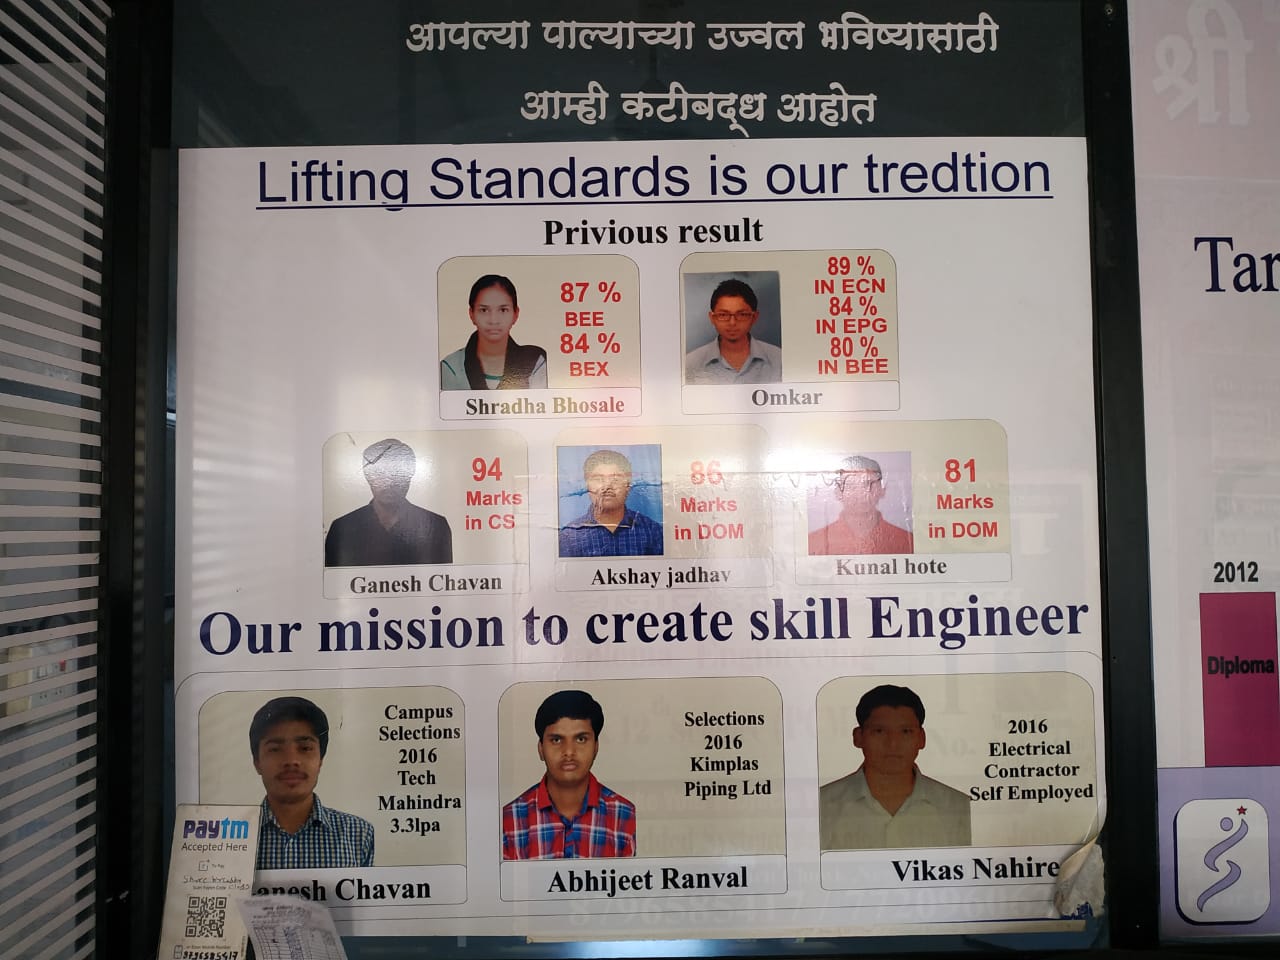 आपल्या पाल्याच्या उज्वल भविष्यासाठी
आम्ही कटीबद्ध आहोत
Lifting Standards is our tredtion
Privious result
87 %
BEE
84 %
BEX
Shradha Bhosale
89 %
IN ECN
84 %
IN EPG
80 %
IN BEE
Omkar
94
Marks
in CS
Ganesh Chavan
86
Marks
in DOM
Akshay jadhav
81
Marks
in DOM
Kunal hote
Our mission to create skill Engineer
Campus
Selections
2016
Tech
Mahindra
3.3lpa
anesh Chavan
Selections
2016
Kimplas
Piping Ltd
Abhijeet Ranval
2016
Electrical
Contractor
Self Employed
Vikas Nahire
paytm
Accepted Here
श्री
Tar
2012
Diploma